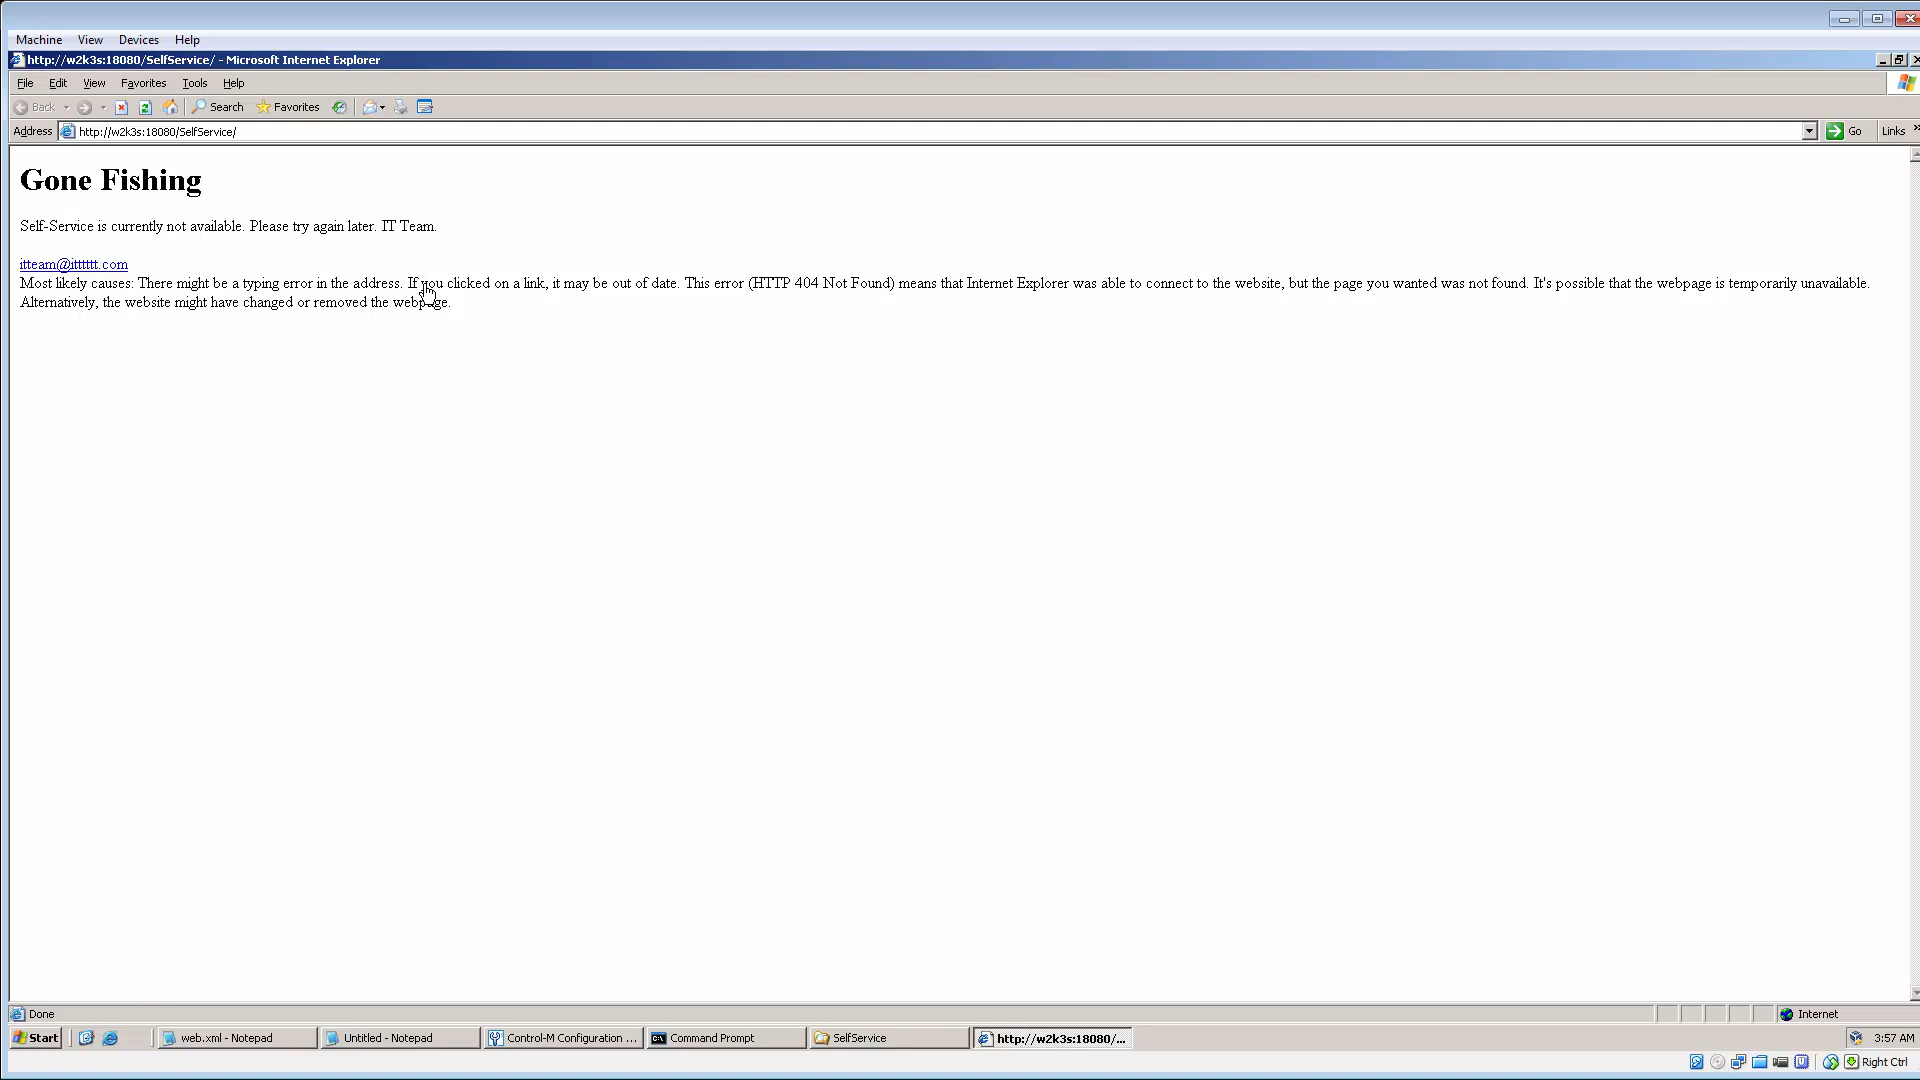 Machine View Devices Help
http://w2k3s:18080/SelfService/ - Microsoft Internet Explorer
File Edit View Favorites Tools Help
Back Search Favorites
Address http://w2k3s:18080/SelfService/ Go Links »
Gone Fishing
Self-Service is currently not available. Please try again later. IT Team.
itteam@itttttt.com
Most likely causes: There might be a typing error in the address. If you clicked on a link, it may be out of date. This error (HTTP 404 Not Found) means that Internet Explorer was able to connect to the website, but the page you wanted was not found. It's possible that the webpage is temporarily unavailable.
Alternatively, the website might have changed or removed the webpage.
Done Internet
Start web.xml - Notepad Untitled - Notepad Control-M Configuration ... Command Prompt SelfService http://w2k3s:18080/... 3:57 AM
Right Ctrl